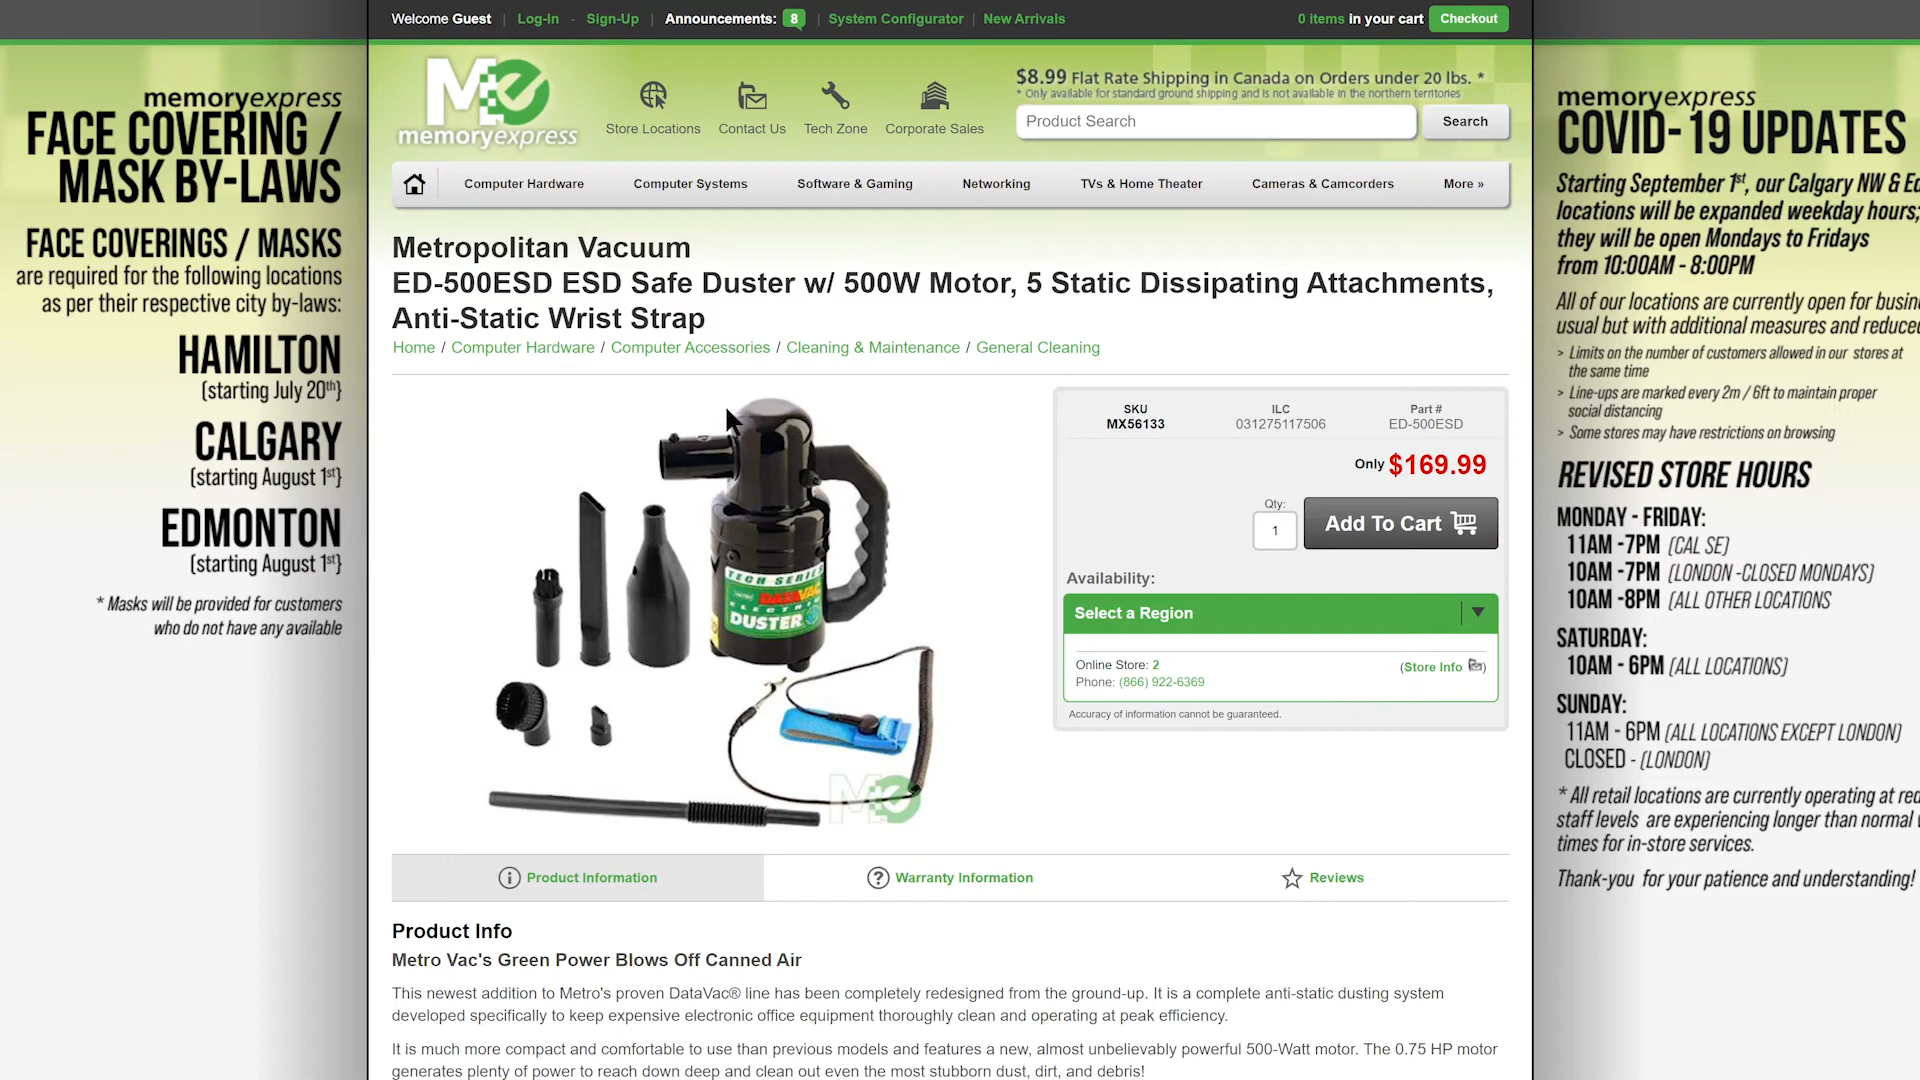 Welcome Guest | Log-In - Sign-Up | Announcements: 8 | System Configurator | New Arrivals
0 items in your cart Checkout
memoryexpress
Store Locations
Contact Us
Tech Zone
Corporate Sales
$8.99 Flat Rate Shipping in Canada on Orders under 20 lbs. *
* Only available for standard ground shipping and is not available in the northern territories
Product Search
Search
Computer Hardware
Computer Systems
Software & Gaming
Networking
TVs & Home Theater
Cameras & Camcorders
More »
memoryexpress
FACE COVERING /
MASK BY-LAWS
FACE COVERINGS / MASKS
are required for the following locations
as per their respective city by-laws:
HAMILTON
(starting July 20th}
CALGARY
(starting August 1st}
EDMONTON
(starting August 1st}
* Masks will be provided for customers
who do not have any available
Metropolitan Vacuum
ED-500ESD ESD Safe Duster w/ 500W Motor, 5 Static Dissipating Attachments,
Anti-Static Wrist Strap
Home / Computer Hardware / Computer Accessories / Cleaning & Maintenance / General Cleaning
TECH SERIES
METRO
DATAVAC
ELECTRIC
DUSTER
ME
SKU
MX56133
ILC
031275117506
Part #
ED-500ESD
Only $169.99
Qty:
1
Add To Cart
Availability:
Select a Region
Online Store: 2
(Store Info)
Phone: (866) 922-6369
Accuracy of information cannot be guaranteed.
Product Information
Warranty Information
Reviews
Product Info
Metro Vac's Green Power Blows Off Canned Air
This newest addition to Metro's proven DataVac® line has been completely redesigned from the ground-up. It is a complete anti-static dusting system
developed specifically to keep expensive electronic office equipment thoroughly clean and operating at peak efficiency.
It is much more compact and comfortable to use than previous models and features a new, almost unbelievably powerful 500-Watt motor. The 0.75 HP motor
generates plenty of power to reach down deep and clean out even the most stubborn dust, dirt, and debris!
memoryexpress
COVID-19 UPDATES
Starting September 1st, our Calgary NW & Ed
locations will be expanded weekday hours;
they will be open Mondays to Fridays
from 10:00AM - 8:00PM
All of our locations are currently open for busin
usual but with additional measures and reduced
> Limits on the number of customers allowed in our stores at
the same time
> Line-ups are marked every 2m / 6ft to maintain proper
social distancing
> Some stores may have restrictions on browsing
REVISED STORE HOURS
MONDAY - FRIDAY:
11AM -7PM (CAL SE)
10AM -7PM (LONDON -CLOSED MONDAYS)
10AM -8PM (ALL OTHER LOCATIONS
SATURDAY:
10AM - 6PM (ALL LOCATIONS)
SUNDAY:
11AM - 6PM (ALL LOCATIONS EXCEPT LONDON)
CLOSED - (LONDON)
* All retail locations are currently operating at red
staff levels are experiencing longer than normal
times for in-store services.
Thank-you for your patience and understanding!